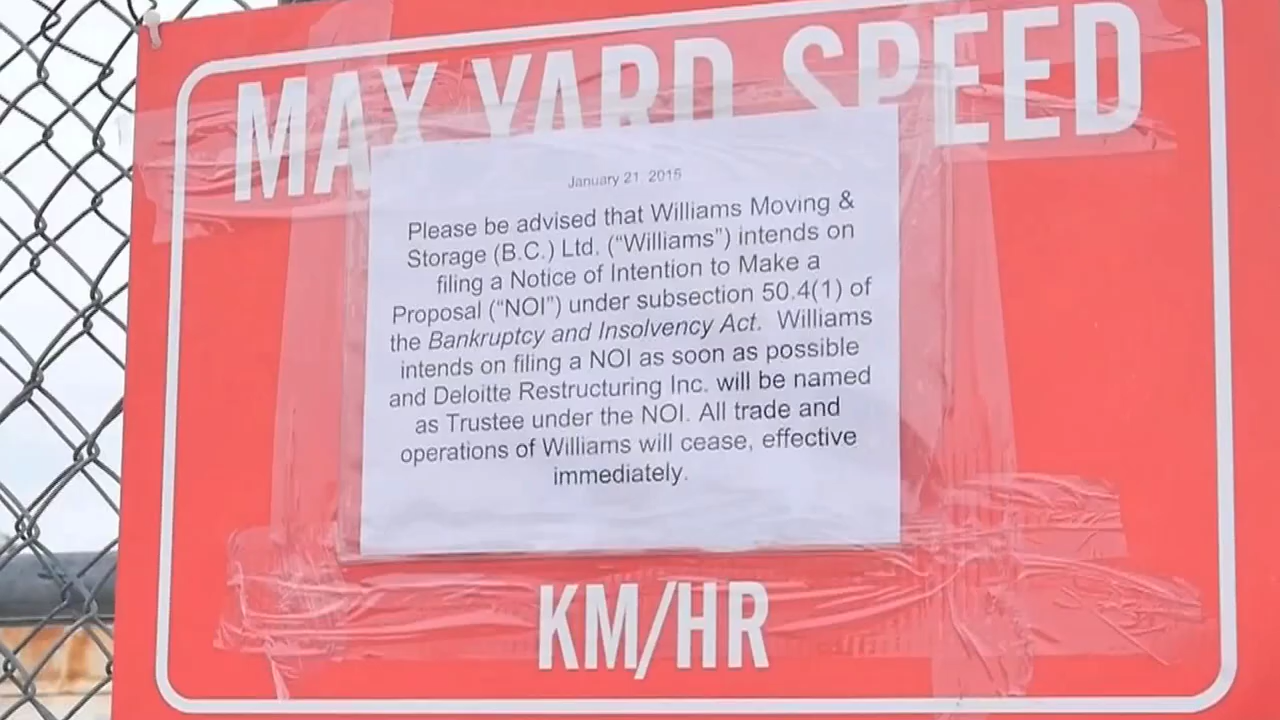 MAX YARD SPEED
January 21, 2015
Please be advised that Williams Moving &
Storage (B.C.) Ltd. (“Williams”) intends on
filing a Notice of Intention to Make a
Proposal (“NOI”) under subsection 50.4(1) of
the Bankruptcy and Insolvency Act. Williams
intends on filing a NOI as soon as possible
and Deloitte Restructuring Inc. will be named
as Trustee under the NOI. All trade and
operations of Williams will cease, effective
immediately.
KM/HR